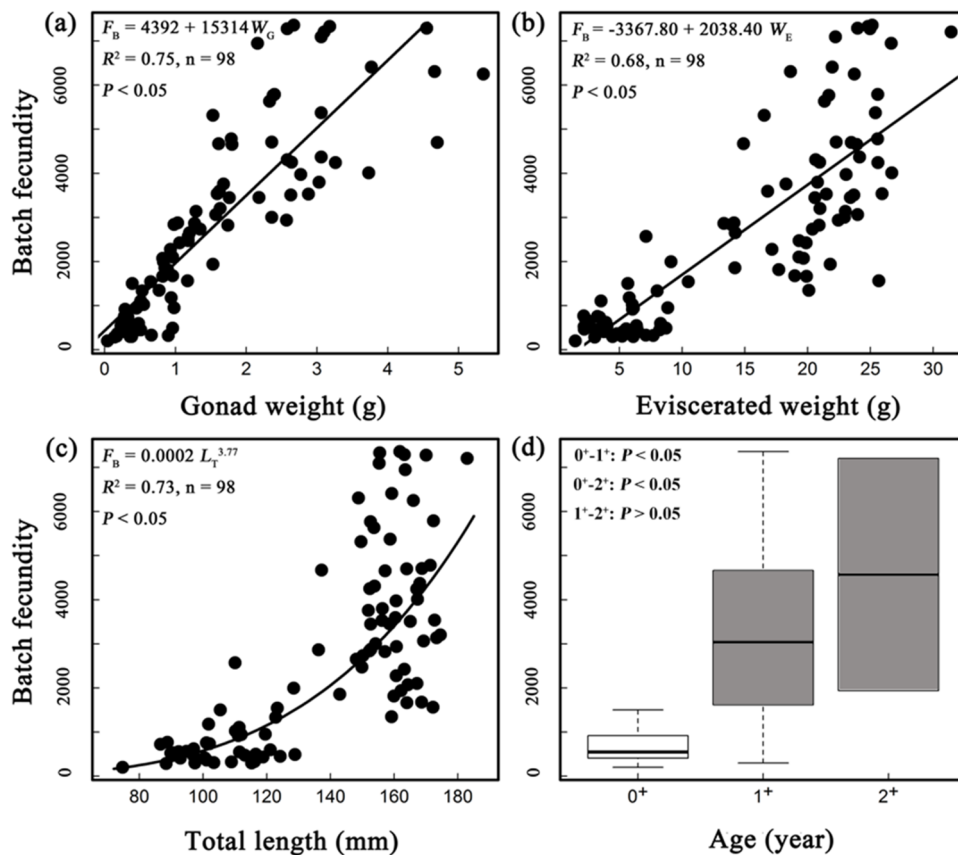 (a)
F_B = 4392 + 15314 W_G
R² = 0.75, n = 98
P < 0.05
Batch fecundity
0 2000 4000 6000
0 1 2 3 4 5
Gonad weight (g)
(b)
F_B = -3367.80 + 2038.40 W_E
R² = 0.68, n = 98
P < 0.05
0 2000 4000 6000
5 10 15 20 25 30
Eviscerated weight (g)
(c)
F_B = 0.0002 L_T^3.77
R² = 0.73, n = 98
P < 0.05
Batch fecundity
0 2000 4000 6000
80 100 120 140 160 180
Total length (mm)
(d)
0⁺-1⁺: P < 0.05
0⁺-2⁺: P < 0.05
1⁺-2⁺: P > 0.05
0 2000 4000 6000
0⁺ 1⁺ 2⁺
Age (year)